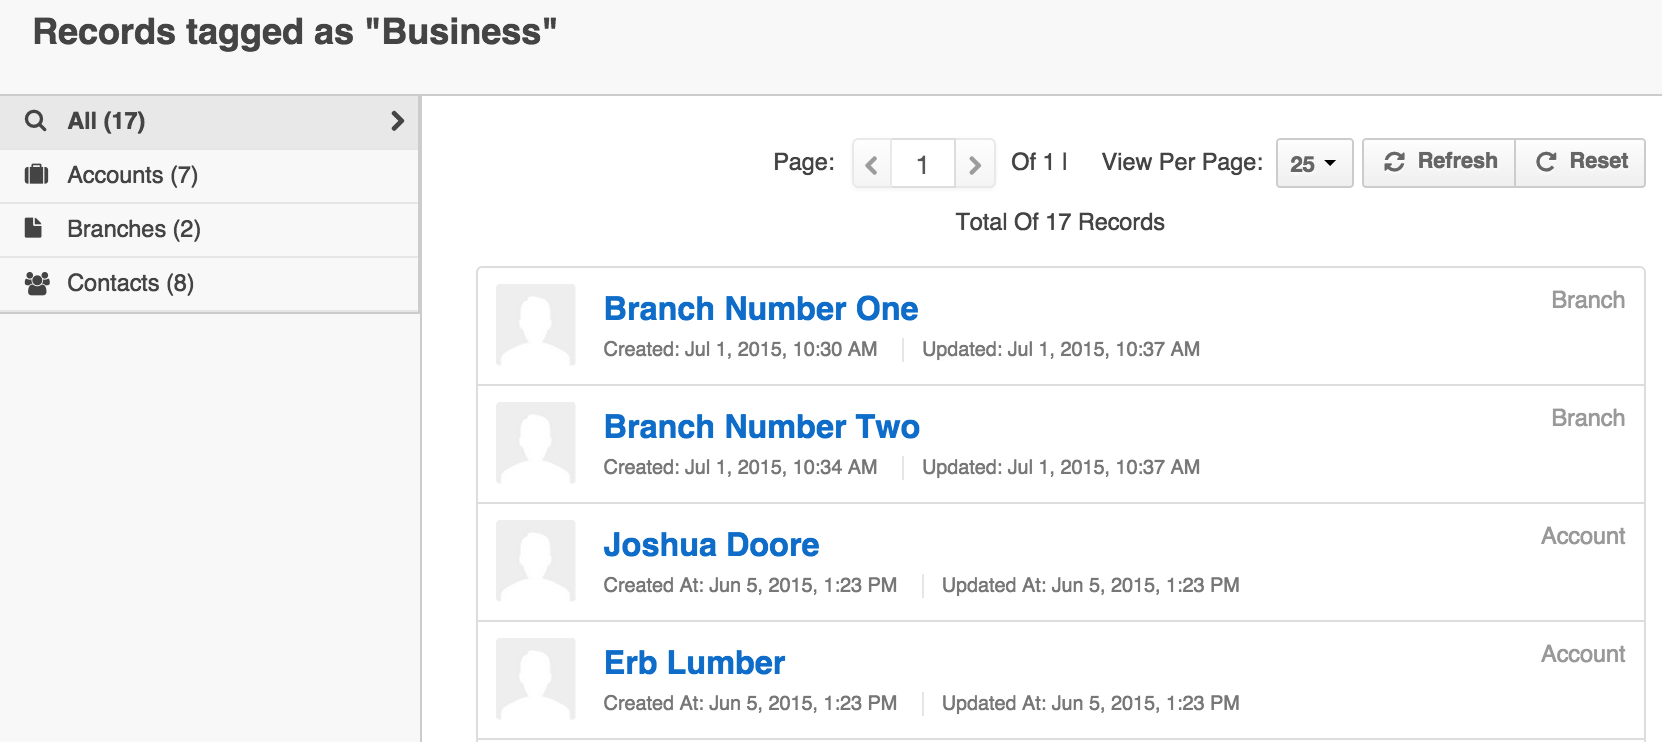 Records tagged as "Business"
All (17)
Accounts (7)
Branches (2)
Contacts (8)
Page: 1 Of 1 | View Per Page: 25 Refresh Reset
Total Of 17 Records
Branch Number One
Branch
Created: Jul 1, 2015, 10:30 AM Updated: Jul 1, 2015, 10:37 AM
Branch Number Two
Branch
Created: Jul 1, 2015, 10:34 AM Updated: Jul 1, 2015, 10:37 AM
Joshua Doore
Account
Created At: Jun 5, 2015, 1:23 PM Updated At: Jun 5, 2015, 1:23 PM
Erb Lumber
Account
Created At: Jun 5, 2015, 1:23 PM Updated At: Jun 5, 2015, 1:23 PM